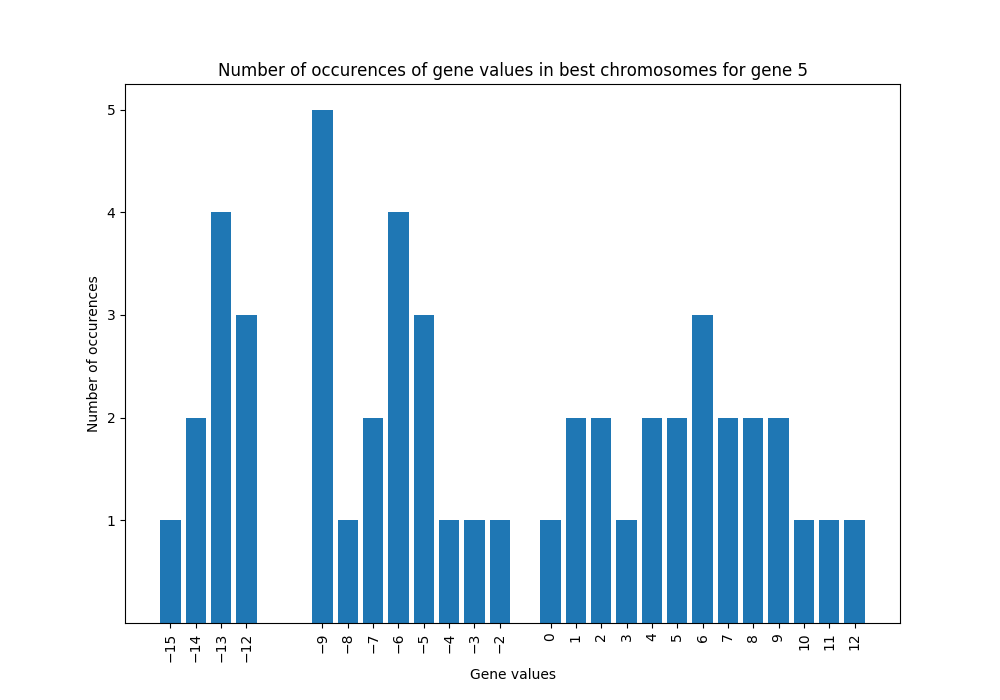 Number of occurences of gene values in best chromosomes for gene 5
5
4
3
2
1
Number of occurences
−15 −14 −13 −12 −9 −8 −7 −6 −5 −4 −3 −2 0 1 2 3 4 5 6 7 8 9 10 11 12
Gene values